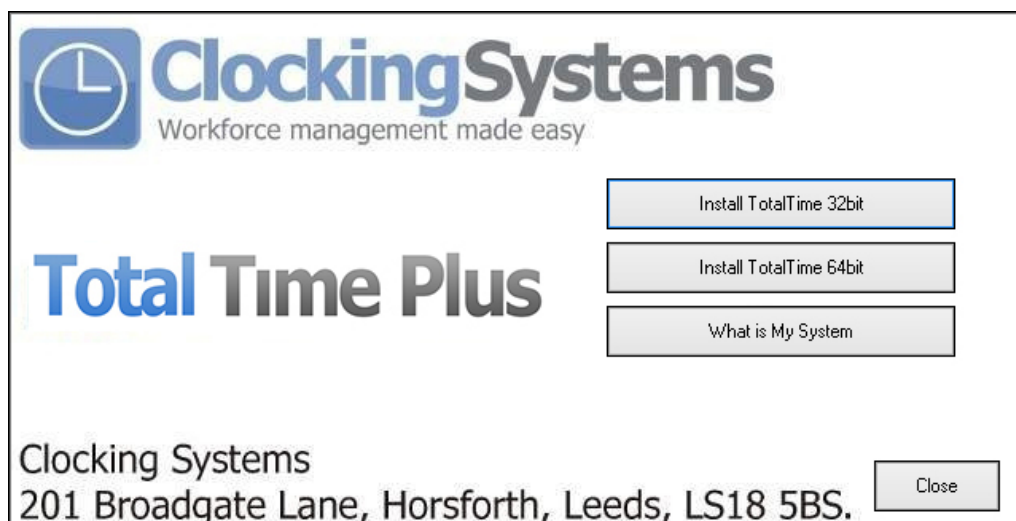 ClockingSystems
Workforce management made easy
Install TotalTime 32bit
Total Time Plus
Install TotalTime 64bit
What is My System
Clocking Systems
201 Broadgate Lane, Horsforth, Leeds, LS18 5BS.
Close